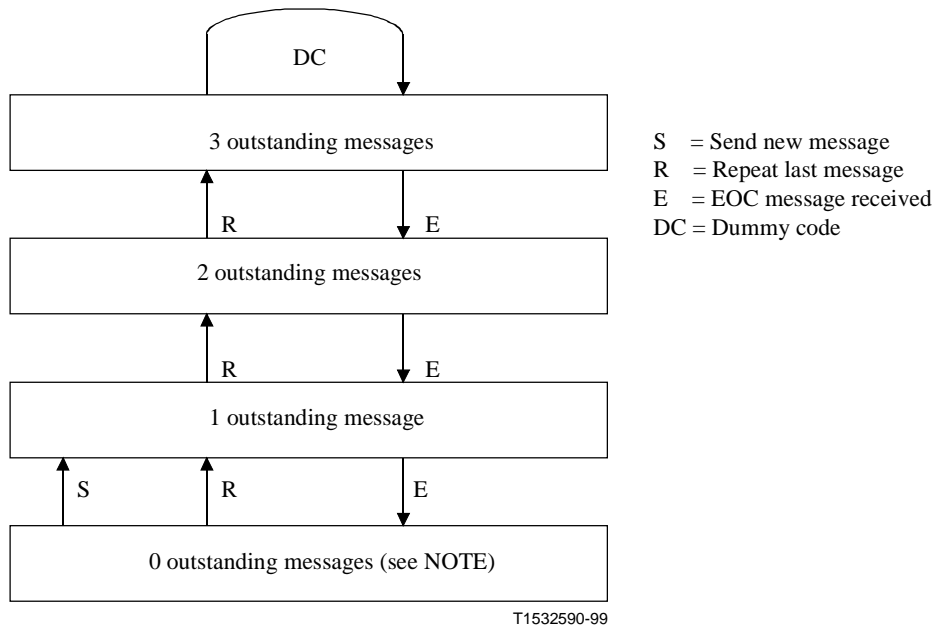 DC
3 outstanding messages
R
E
2 outstanding messages
R
E
1 outstanding message
S
R
E
0 outstanding messages (see NOTE)
T1532590-99
S = Send new message
R = Repeat last message
E = EOC message received
DC = Dummy code